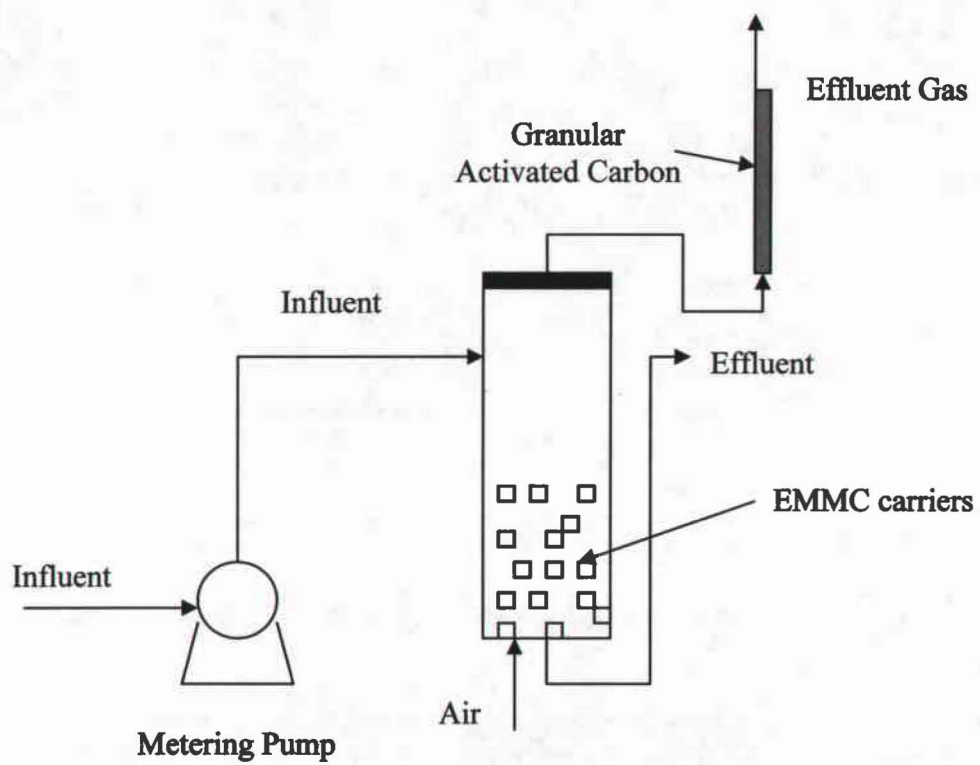 Effluent Gas
Granular
Activated Carbon
Influent
Effluent
EMMC carriers
Influent
Air
Metering Pump